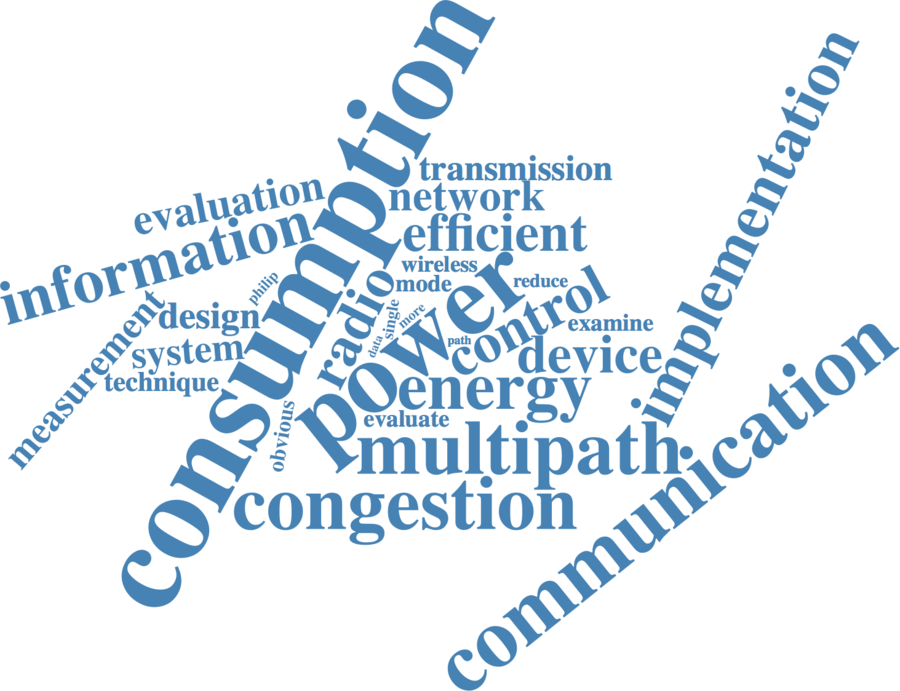 consumption
implementation
transmission
network
evaluation
efficient
information
wireless
power
mode
reduce
radio
control
philip
single
more
design
measurement
examine
data
path
system
device
technique
energy
obvious
evaluate
multipath
communication
congestion